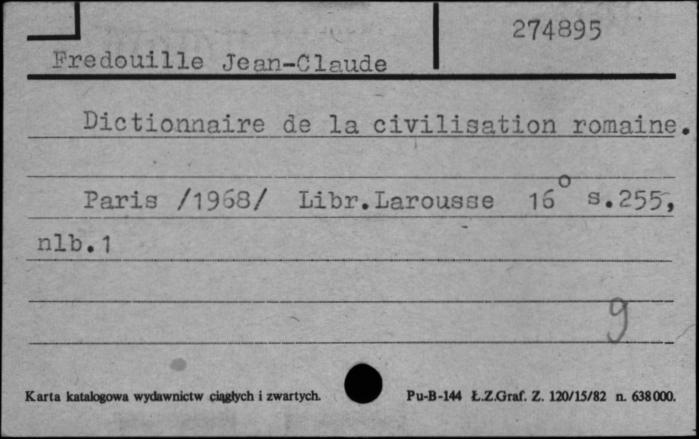 274895
Fredouille Jean-Claude
Dictionnaire de la civilisation romaine.
Paris /1968/ Libr.Larousse 16° s.255,
nlb.1
g
Karta katalogowa wydawnictw ciągłych i zwartych. Pu-B-144 Ł.Z.Graf. Z. 120/15/82 n. 638000.